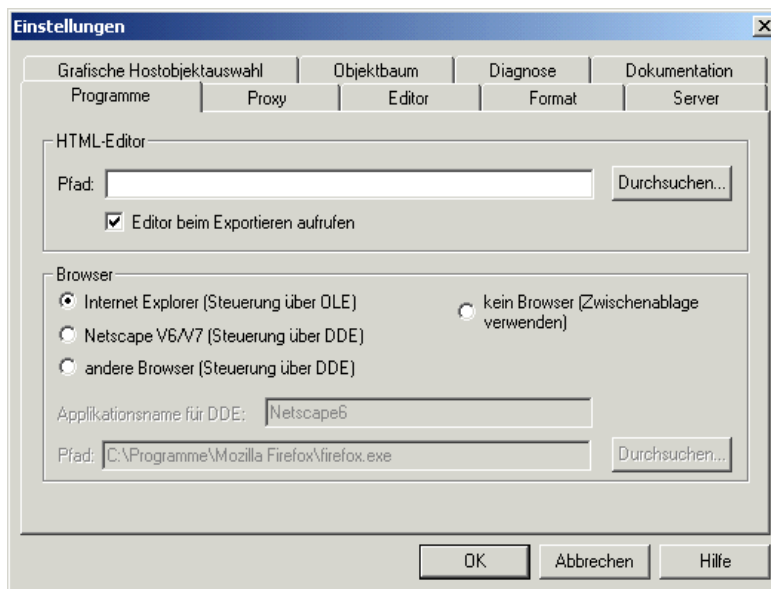 Einstellungen
Grafische Hostobjektauswahl Objektbaum Diagnose Dokumentation
Programme Proxy Editor Format Server
HTML-Editor
Pfad: Durchsuchen...
Editor beim Exportieren aufrufen
Browser
Internet Explorer (Steuerung über OLE)
kein Browser (Zwischenablage
verwenden)
Netscape V6/V7 (Steuerung über DDE)
andere Browser (Steuerung über DDE)
Applikationsname für DDE: Netscape6
Pfad: C:\Programme\Mozilla Firefox\firefox.exe Durchsuchen...
OK Abbrechen Hilfe